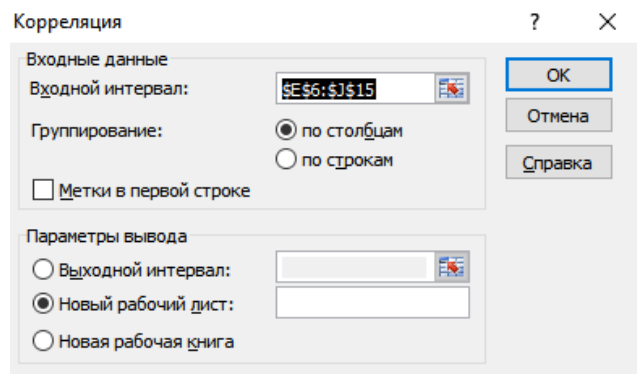 Корреляция ?
Входные данные
Входной интервал: $E$6:$J$15
ОК
Группирование: по столбцам
Отмена
по строкам
Справка
Метки в первой строке
Параметры вывода
Выходной интервал:
Новый рабочий лист:
Новая рабочая книга